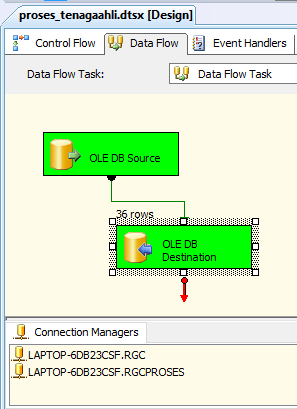 proses_tenagaahli.dtsx [Design]
Control Flow
Data Flow
Event Handlers
Data Flow Task:
Data Flow Task
OLE DB Source
36 rows
OLE DB
Destination
Connection Managers
LAPTOP-6DB23CSF.RGC
LAPTOP-6DB23CSF.RGCPROSES